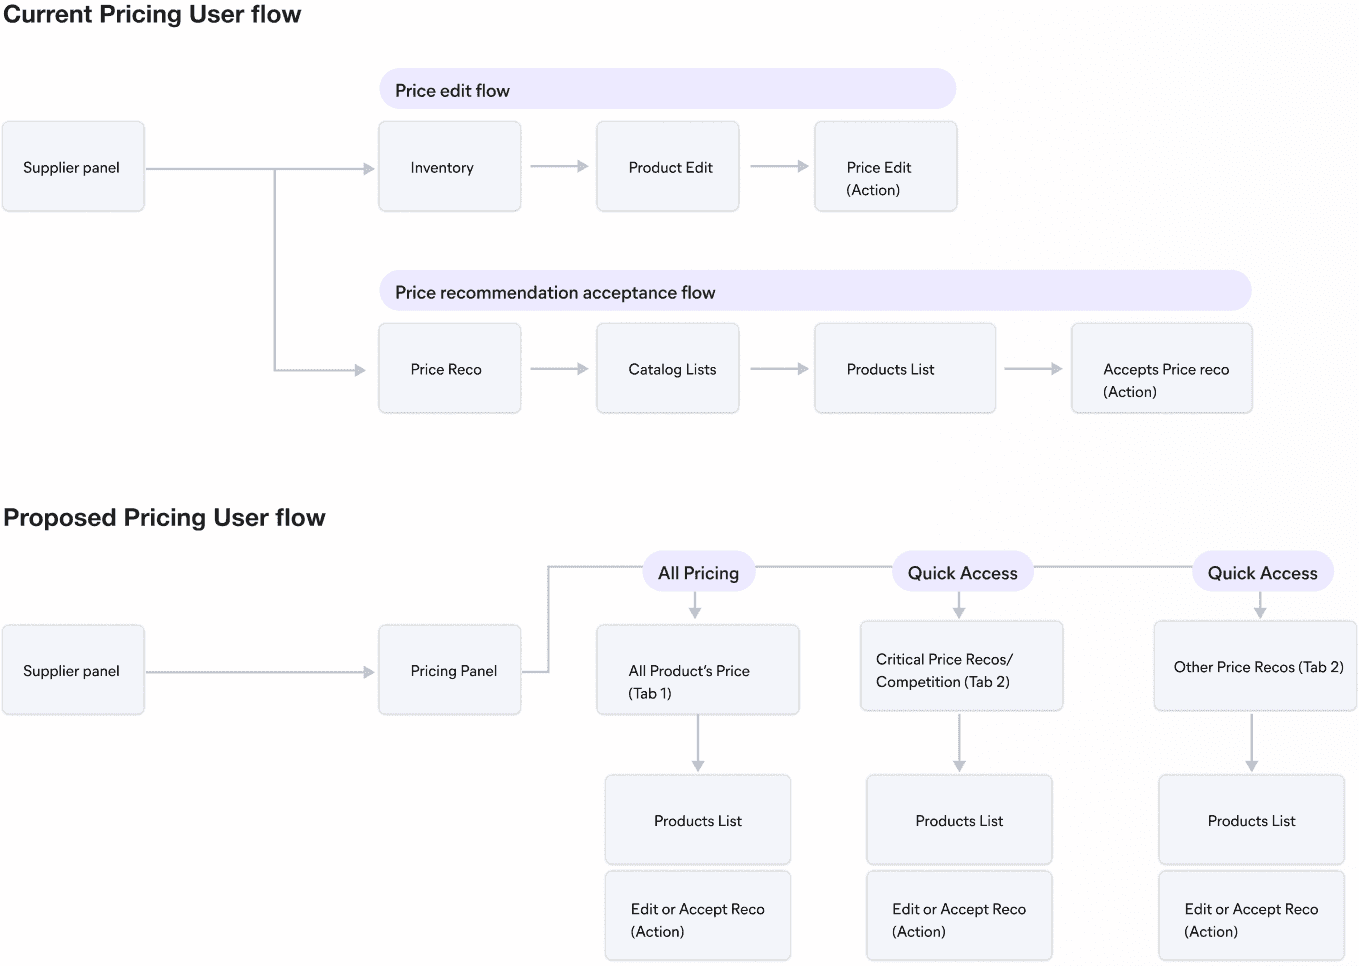 Current Pricing User flow
Price edit flow
Supplier panel
Inventory
Product Edit
Price Edit
(Action)
Price recommendation acceptance flow
Price Reco
Catalog Lists
Products List
Accepts Price reco
(Action)
Proposed Pricing User flow
All Pricing
Quick Access
Quick Access
Supplier panel
Pricing Panel
All Product's Price
(Tab 1)
Critical Price Recos/
Competition (Tab 2)
Other Price Recos (Tab 2)
Products List
Products List
Products List
Edit or Accept Reco
(Action)
Edit or Accept Reco
(Action)
Edit or Accept Reco
(Action)